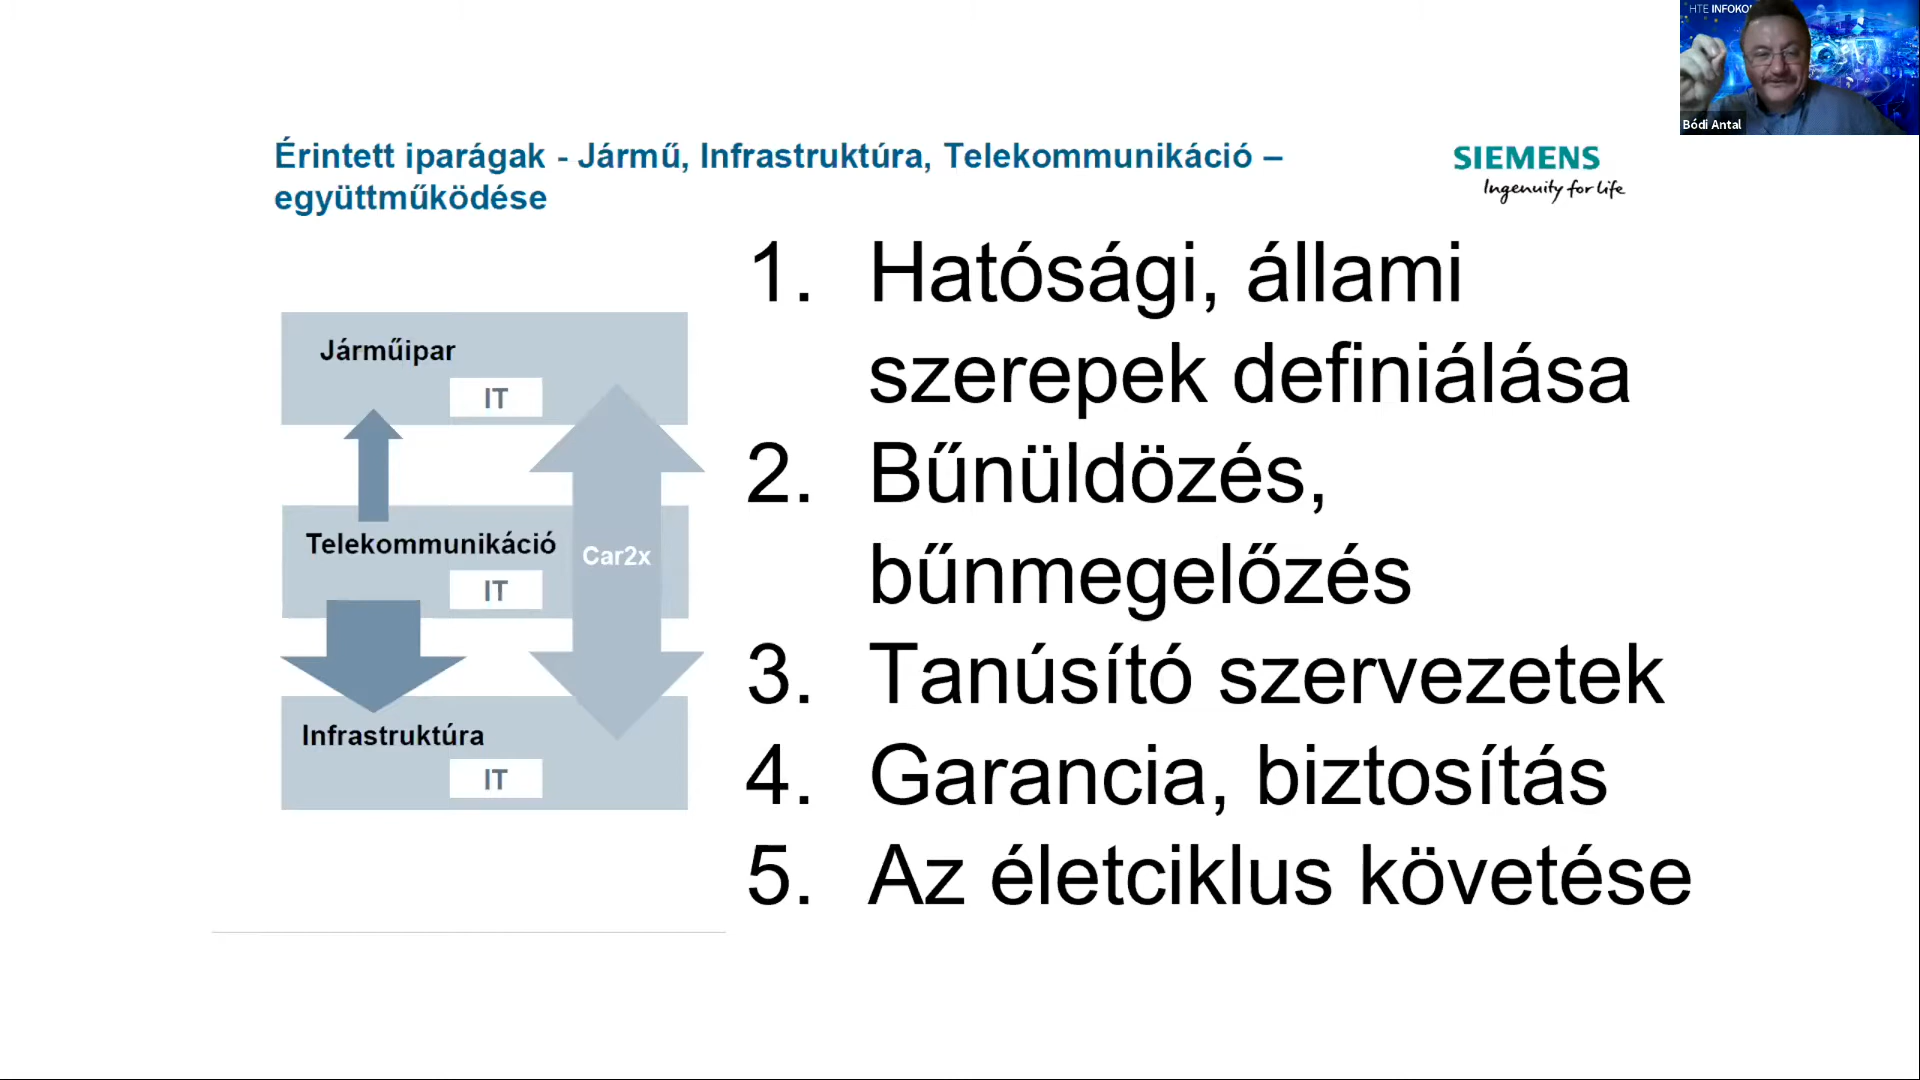 HTE INFOKO
Bódi Antal
Érintett iparágak - Jármű, Infrastruktúra, Telekommunikáció –
együttműködése
SIEMENS
Ingenuity for life
Járműipar
IT
Telekommunikáció
IT
Car2x
Infrastruktúra
IT
1. Hatósági, állami
szerepek definiálása
2. Bűnüldözés,
bűnmegelőzés
3. Tanúsító szervezetek
4. Garancia, biztosítás
5. Az életciklus követése